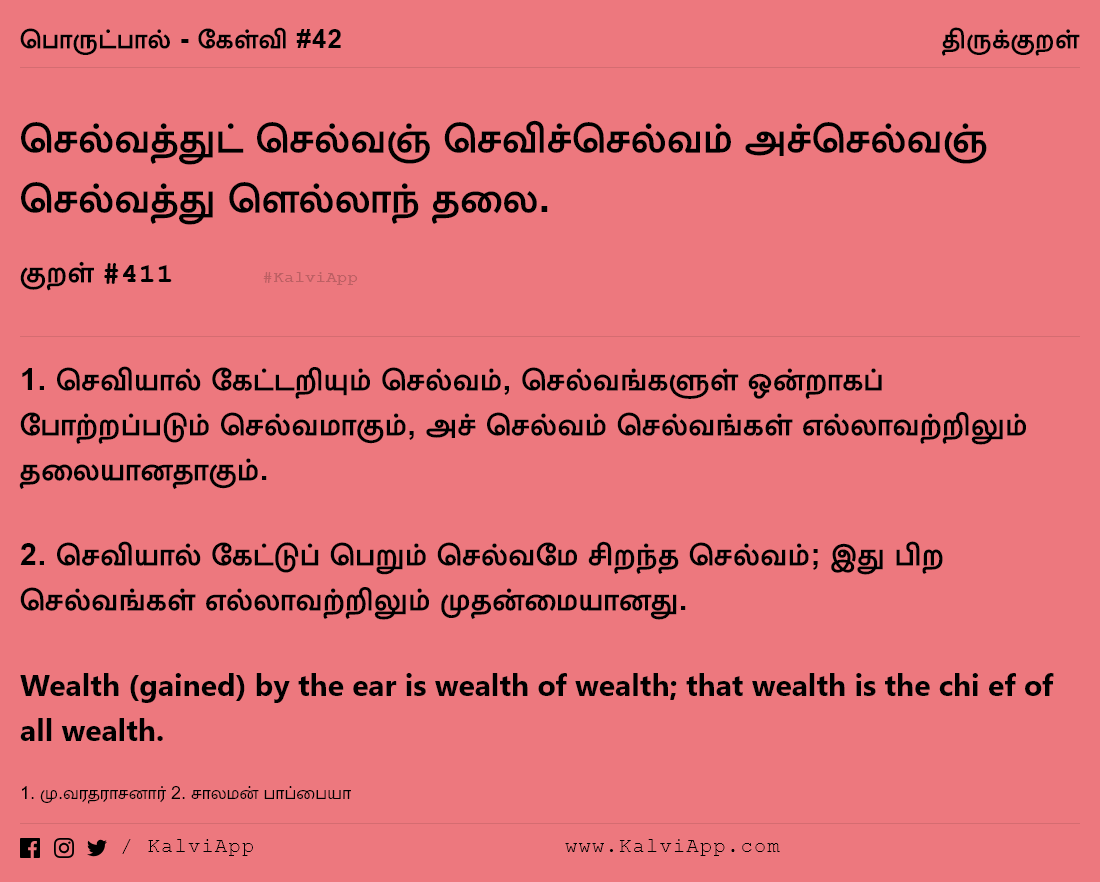 பொருட்பால் - கேள்வி #42 திருக்குறள்
செல்வத்துட் செல்வஞ் செவிச்செல்வம் அச்செல்வஞ்
செல்வத்து ளெல்லாந் தலை.
குறள் #411 #KalviApp
1. செவியால் கேட்டறியும் செல்வம், செல்வங்களுள் ஒன்றாகப்
போற்றப்படும் செல்வமாகும், அச் செல்வம் செல்வங்கள் எல்லாவற்றிலும்
தலையானதாகும்.
2. செவியால் கேட்டுப் பெறும் செல்வமே சிறந்த செல்வம்; இது பிற
செல்வங்கள் எல்லாவற்றிலும் முதன்மையானது.
Wealth (gained) by the ear is wealth of wealth; that wealth is the chi ef of
all wealth.
1. மு.வரதராசனார் 2. சாலமன் பாப்பையா
/ KalviApp www.KalviApp.com